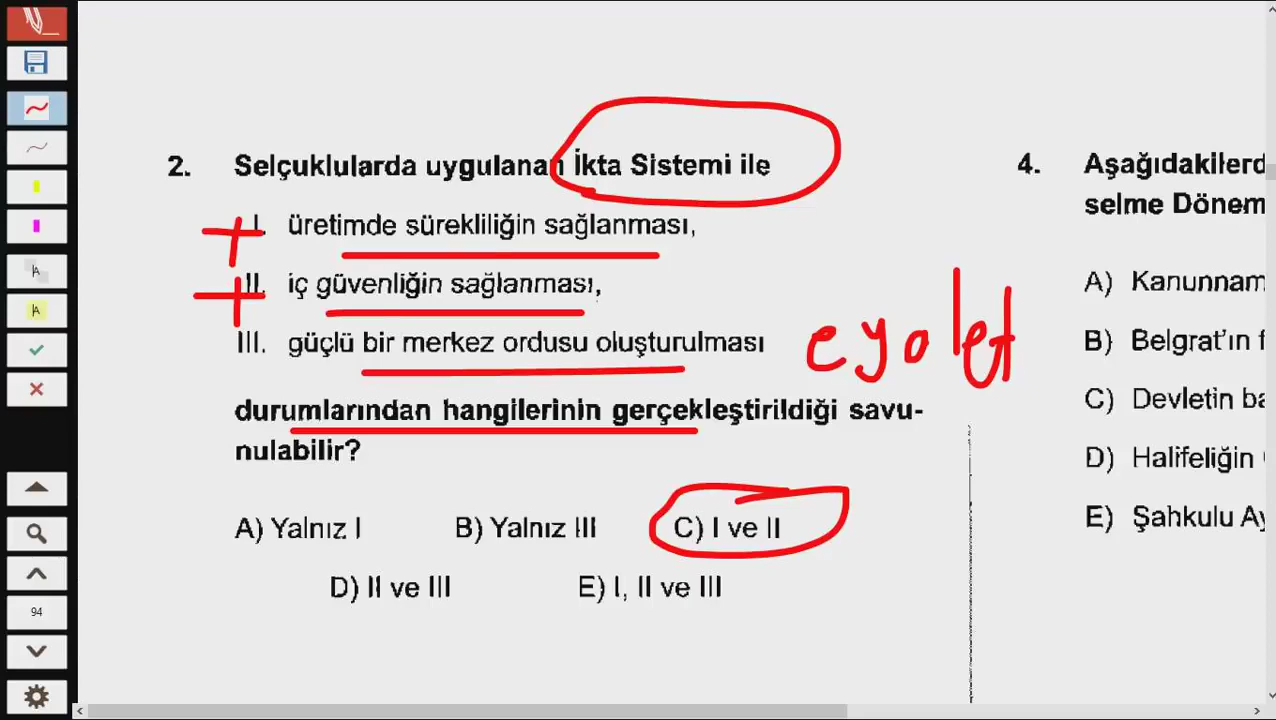 2. Selçuklularda uygulanan İkta Sistemi ile
I. üretimde sürekliliğin sağlanması,
II. iç güvenliğin sağlanması,
III. güçlü bir merkez ordusu oluşturulması
eyalet
durumlarından hangilerinin gerçekleştirildiği savu-
nulabilir?
A) Yalnız I B) Yalnız III C) I ve II
D) II ve III E) I, II ve III
4. Aşağıdakilerd
selme Dönem
A) Kanunnam
B) Belgrat'ın f
C) Devletin ba
D) Halifeliğin
E) Şahkulu Ay
A
A
94